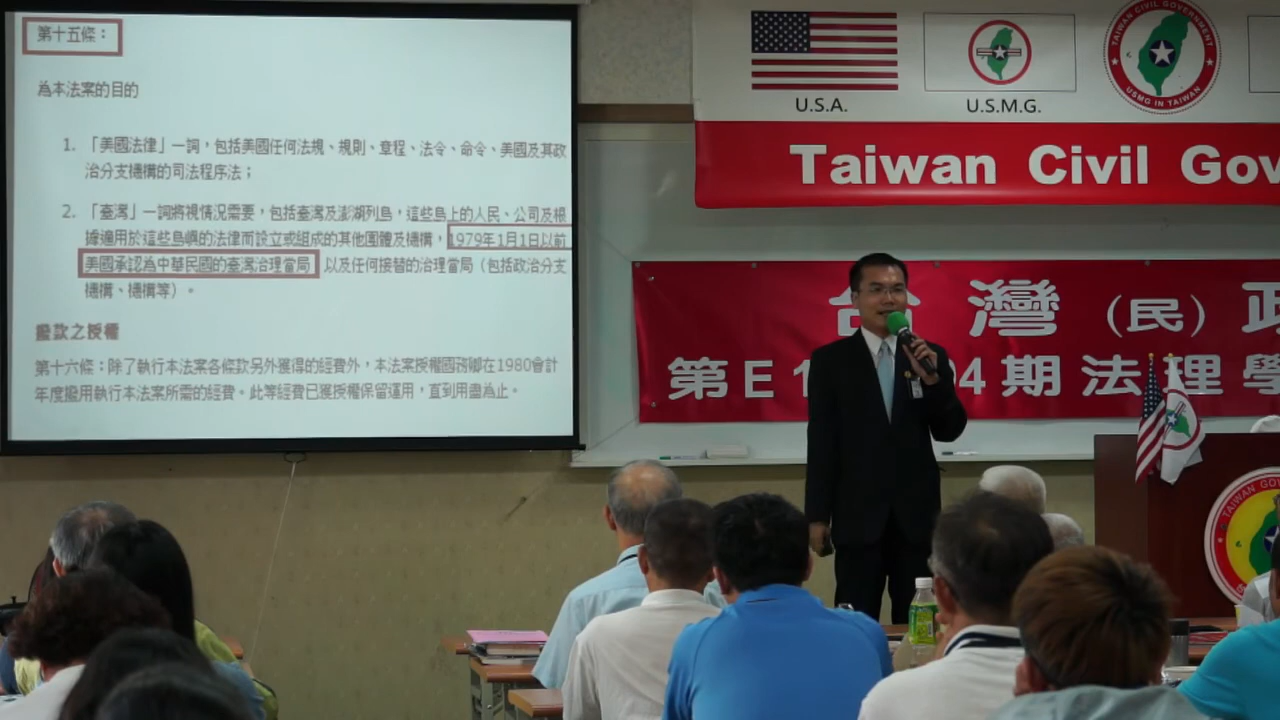 第十五條：
為本法案的目的
1. 「美國法律」一詞，包括美國任何法規、規則、章程、法令、命令、美國及其政
治分支機構的司法程序法；
2. 「臺灣」一詞將視情況需要，包括臺灣及澎湖列島，這些島上的人民、公司及根
據適用於這些島嶼的法律而設立或組成的其他團體及機構，1979年1月1日以前
美國承認為中華民國的臺灣治理當局，以及任何接替的治理當局（包括政治分支
機構、機構等）。
撥款之授權
第十六條：除了執行本法案各條款另外獲得的經費外，本法案授權國務卿在1980會計
年度撥用執行本法案所需的經費。此等經費已獲授權保留運用，直到用盡為止。
U.S.A.
U.S.M.G.
TAIWAN CIVIL GOVERNMENT
USMG IN TAIWAN
Taiwan Civil Gov
台灣（民）政
第E1 04期法理學
TAIWAN GOV